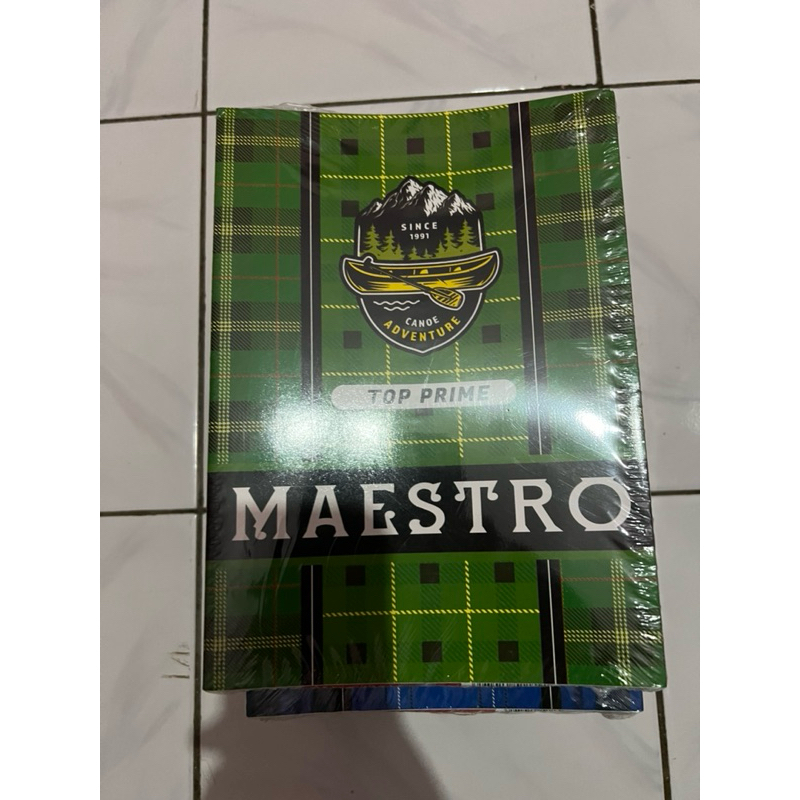 SINCE
1991
CANOE
ADVENTURE
TOP PRIME
MAESTRO